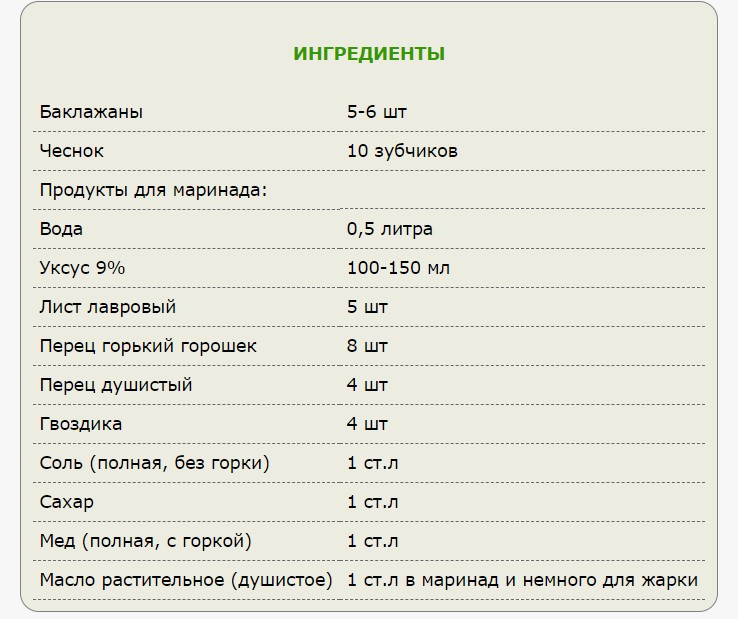 ИНГРЕДИЕНТЫ
Баклажаны 5-6 шт
Чеснок 10 зубчиков
Продукты для маринада:
Вода 0,5 литра
Уксус 9% 100-150 мл
Лист лавровый 5 шт
Перец горький горошек 8 шт
Перец душистый 4 шт
Гвоздика 4 шт
Соль (полная, без горки) 1 ст.л
Сахар 1 ст.л
Мед (полная, с горкой) 1 ст.л
Масло растительное (душистое) 1 ст.л в маринад и немного для жарки